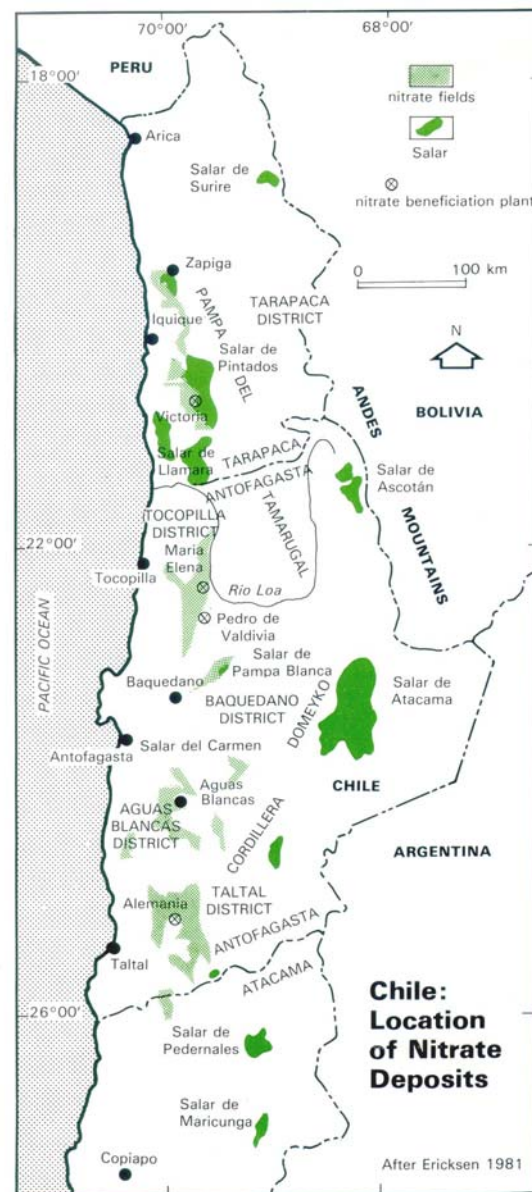 70°00'
68°00'
18°00'
PERU
nitrate fields
Salar
nitrate beneficiation plant
Arica
Salar de
Surire
0
100 km
Zapiga
TARAPACA
DISTRICT
N
Iquique
PAMPA DEL
Salar de
Pintados
Victoria
ANDES
BOLIVIA
Salar de
Llamara
TARAPACA
ANTOFAGASTA
TAMARUGAL
Salar de
Ascotán
MOUNTAINS
22°00'
TOCOPILLA
DISTRICT
Maria
Elena
Tocopilla
Rio Loa
Pedro de
Valdivia
PACIFIC OCEAN
Salar de
Pampa Blanca
Baquedano
BAQUEDANO
DISTRICT
DOMEYKO
Salar de
Atacama
Antofagasta
Salar del Carmen
CHILE
Aguas
Blancas
AGUAS
BLANCAS
DISTRICT
CORDILLERA
ARGENTINA
Alemania
TALTAL
DISTRICT
ANTOFAGASTA
Taltal
ATACAMA
26°00'
Chile:
Location
of Nitrate
Deposits
Salar de
Pedernales
Salar de
Maricunga
Copiapo
After Ericksen 1981